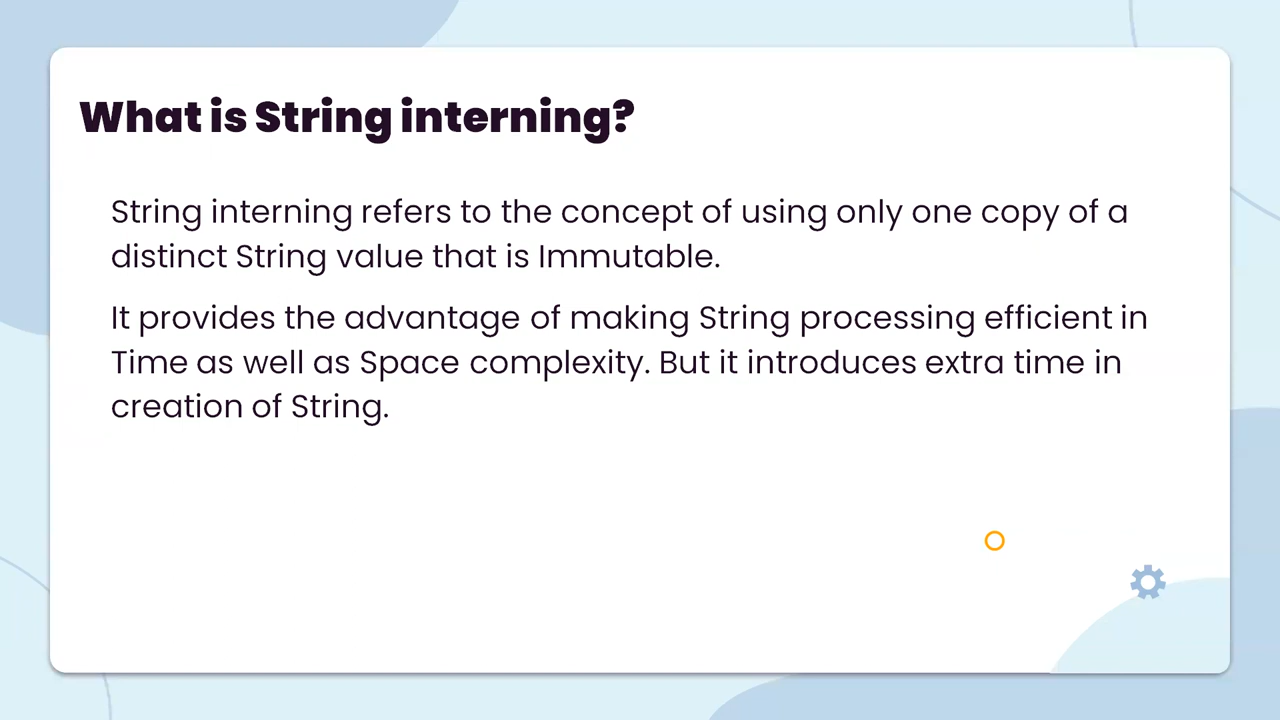 What is String interning?
String interning refers to the concept of using only one copy of a
distinct String value that is Immutable.
It provides the advantage of making String processing efficient in
Time as well as Space complexity. But it introduces extra time in
creation of String.